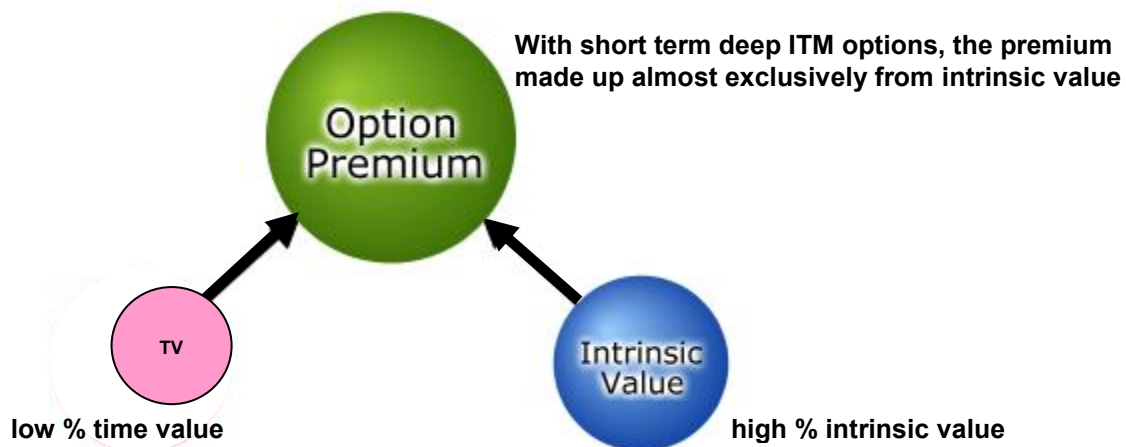 With short term deep ITM options, the premium
made up almost exclusively from intrinsic value
Option
Premium
TV
Intrinsic
Value
low % time value
high % intrinsic value